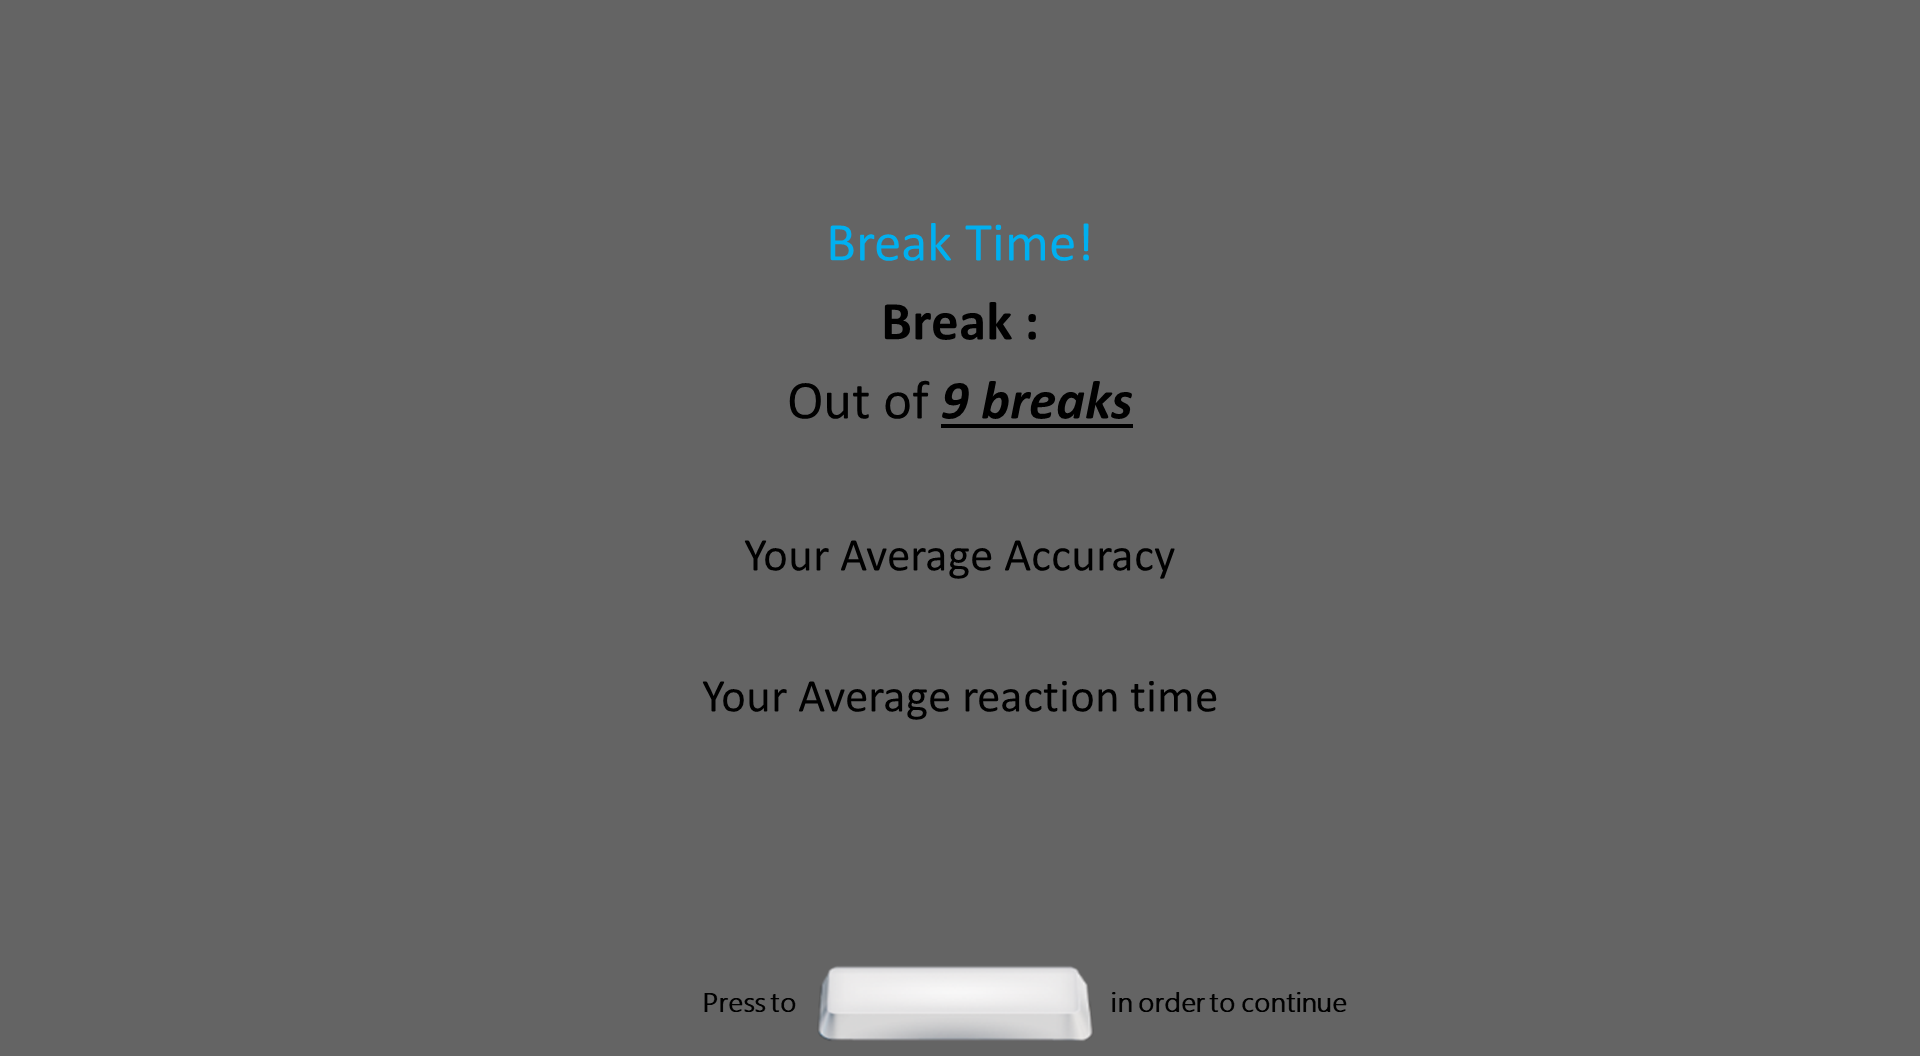 Break Time!
Break :
Out of 9 breaks
Your Average Accuracy
Your Average reaction time
Press to in order to continue